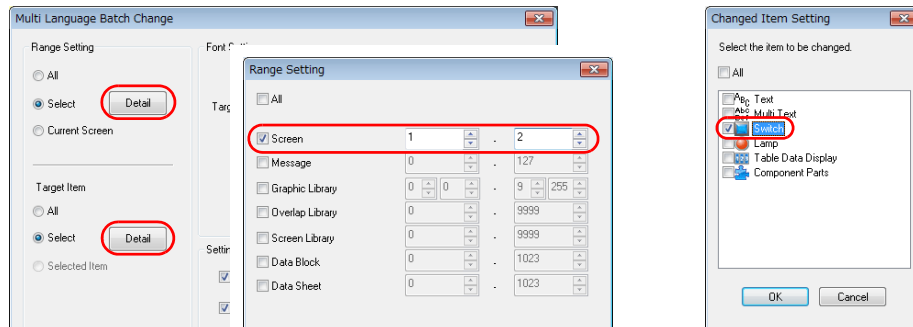 Multi Language Batch Change
Range Setting
All
Select
Detail
Current Screen
Target Item
All
Select
Detail
Selected Item
Range Setting
All
Screen 1 . 2
Message 0 . 127
Graphic Library 0 0 . 9 255
Overlap Library 0 . 9999
Screen Library 0 . 9999
Data Block 0 . 1023
Data Sheet 0 . 1023
Changed Item Setting
Select the item to be changed.
All
Text
Multi Text
Switch
Lamp
Table Data Display
Component Parts
OK Cancel